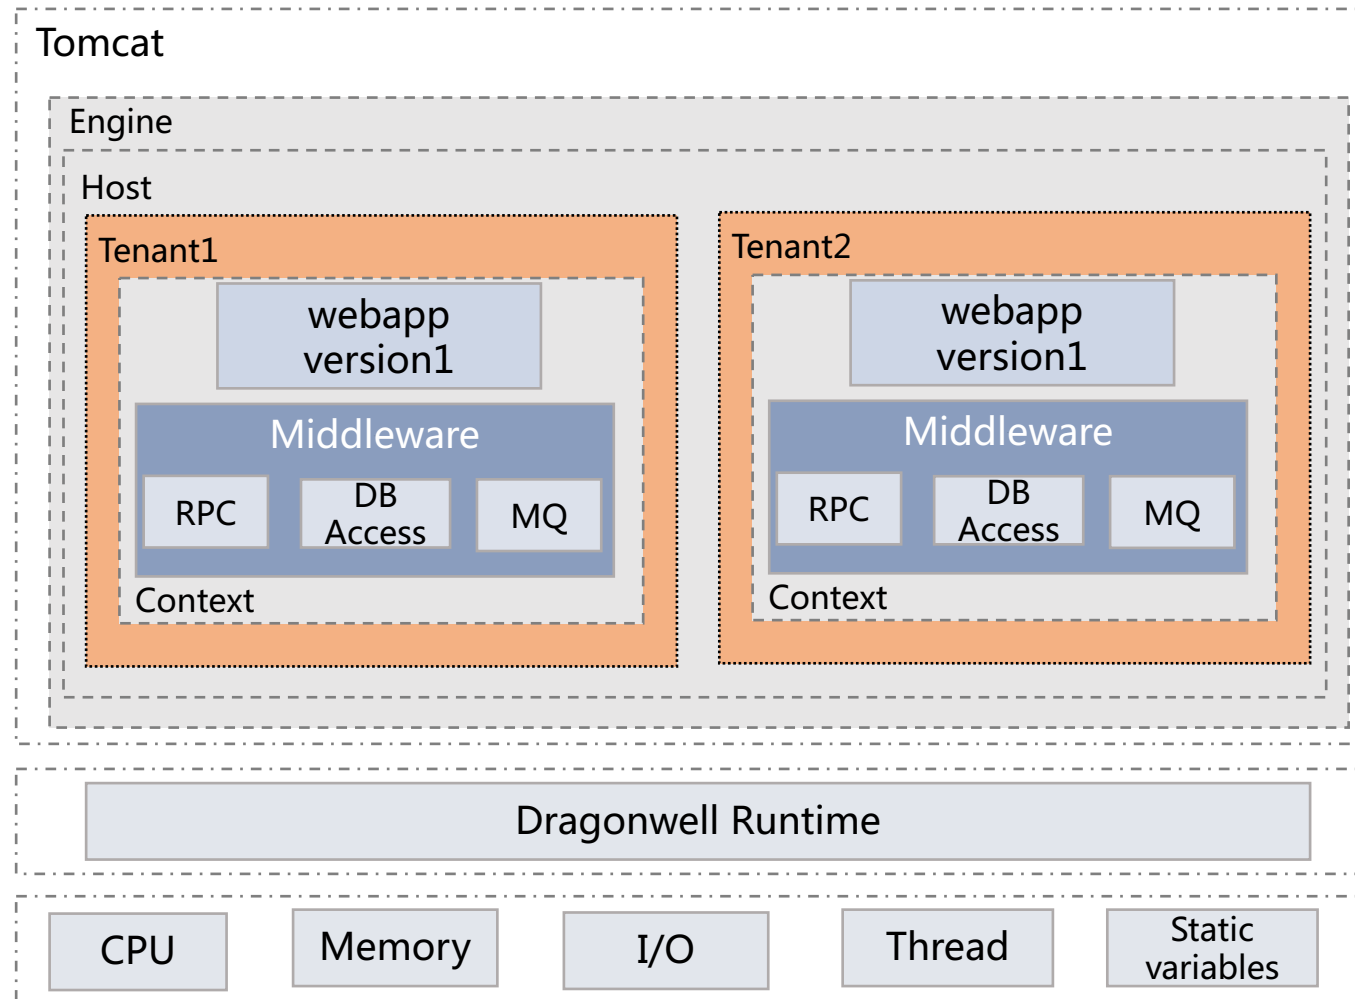 Tomcat
Engine
Host
Tenant1
webapp
version1
Middleware
RPC
DB
Access
MQ
Context
Tenant2
webapp
version1
Middleware
RPC
DB
Access
MQ
Context
Dragonwell Runtime
CPU
Memory
I/O
Thread
Static
variables